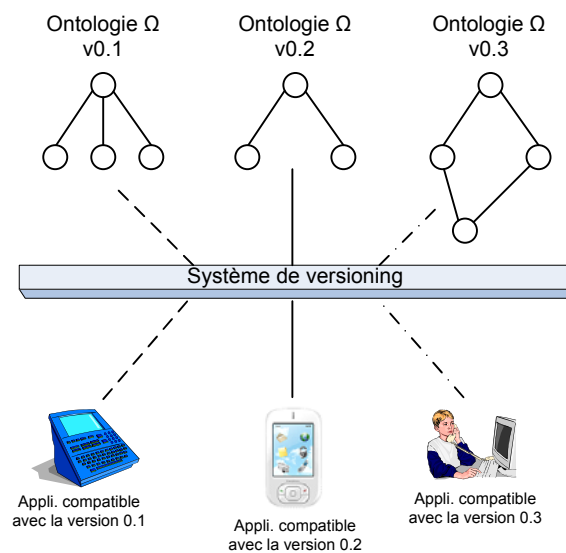 Ontologie Ω
v0.1
Ontologie Ω
v0.2
Ontologie Ω
v0.3
Système de versioning
Appli. compatible
avec la version 0.1
Appli. compatible
avec la version 0.2
Appli. compatible
avec la version 0.3